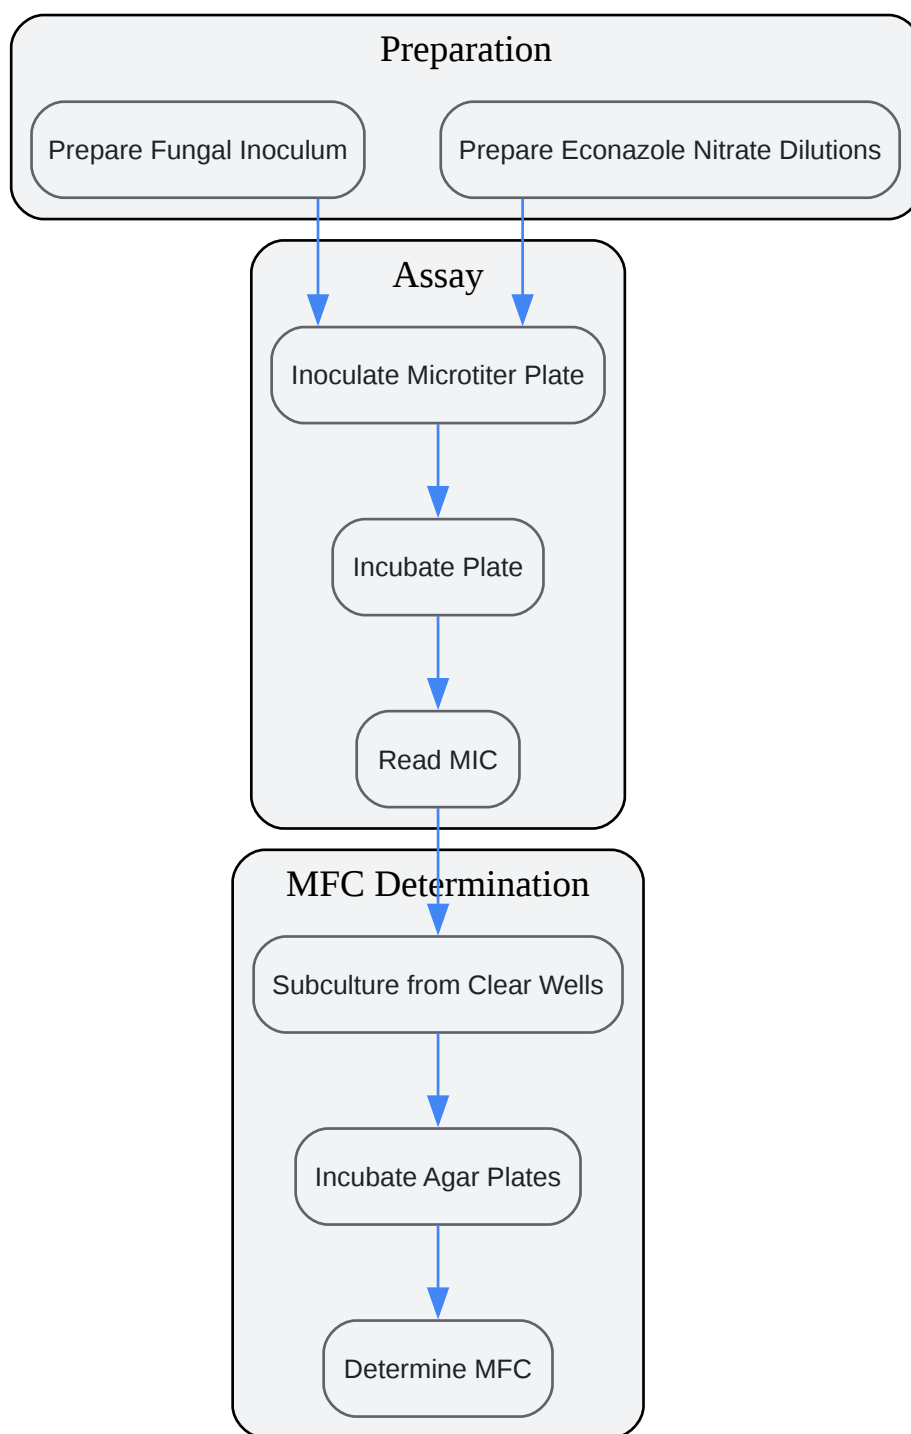 Preparation
Prepare Fungal Inoculum
Prepare Econazole Nitrate Dilutions
Assay
Inoculate Microtiter Plate
Incubate Plate
Read MIC
MFC Determination
Subculture from Clear Wells
Incubate Agar Plates
Determine MFC